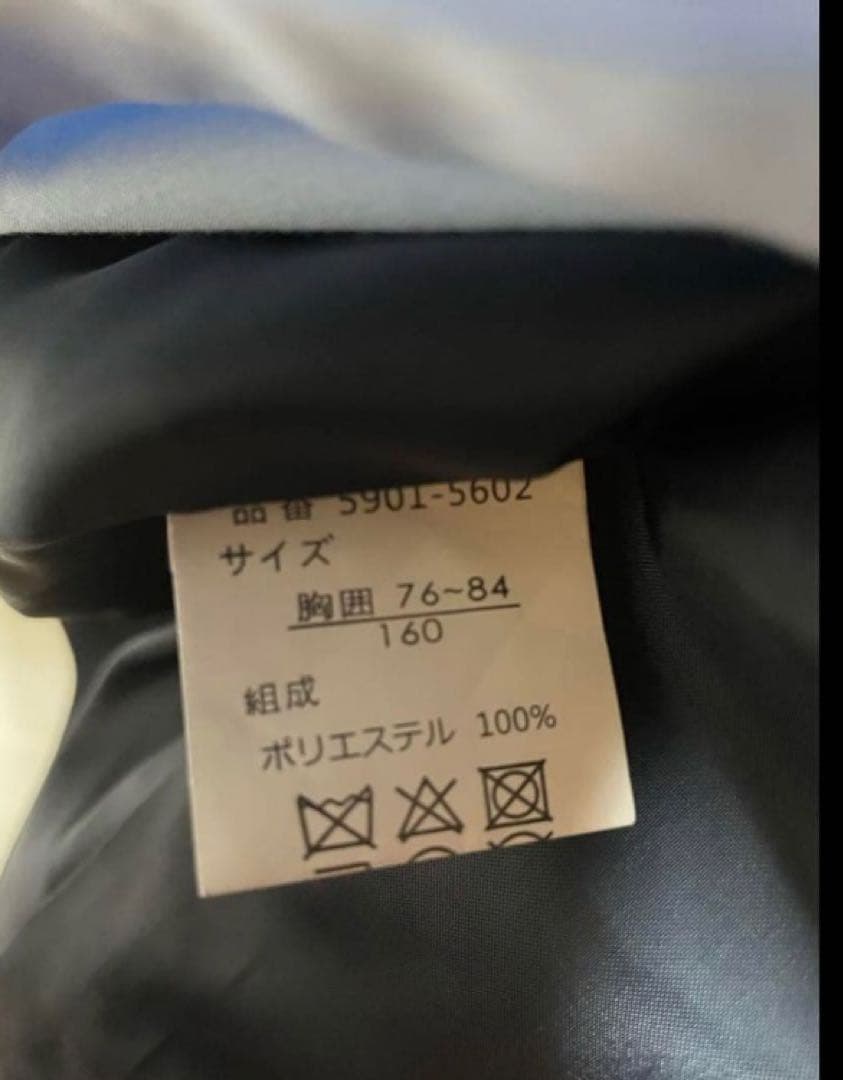 品番 5901-5602
サイズ
胸囲 76~84
160
組成
ポリエステル 100%